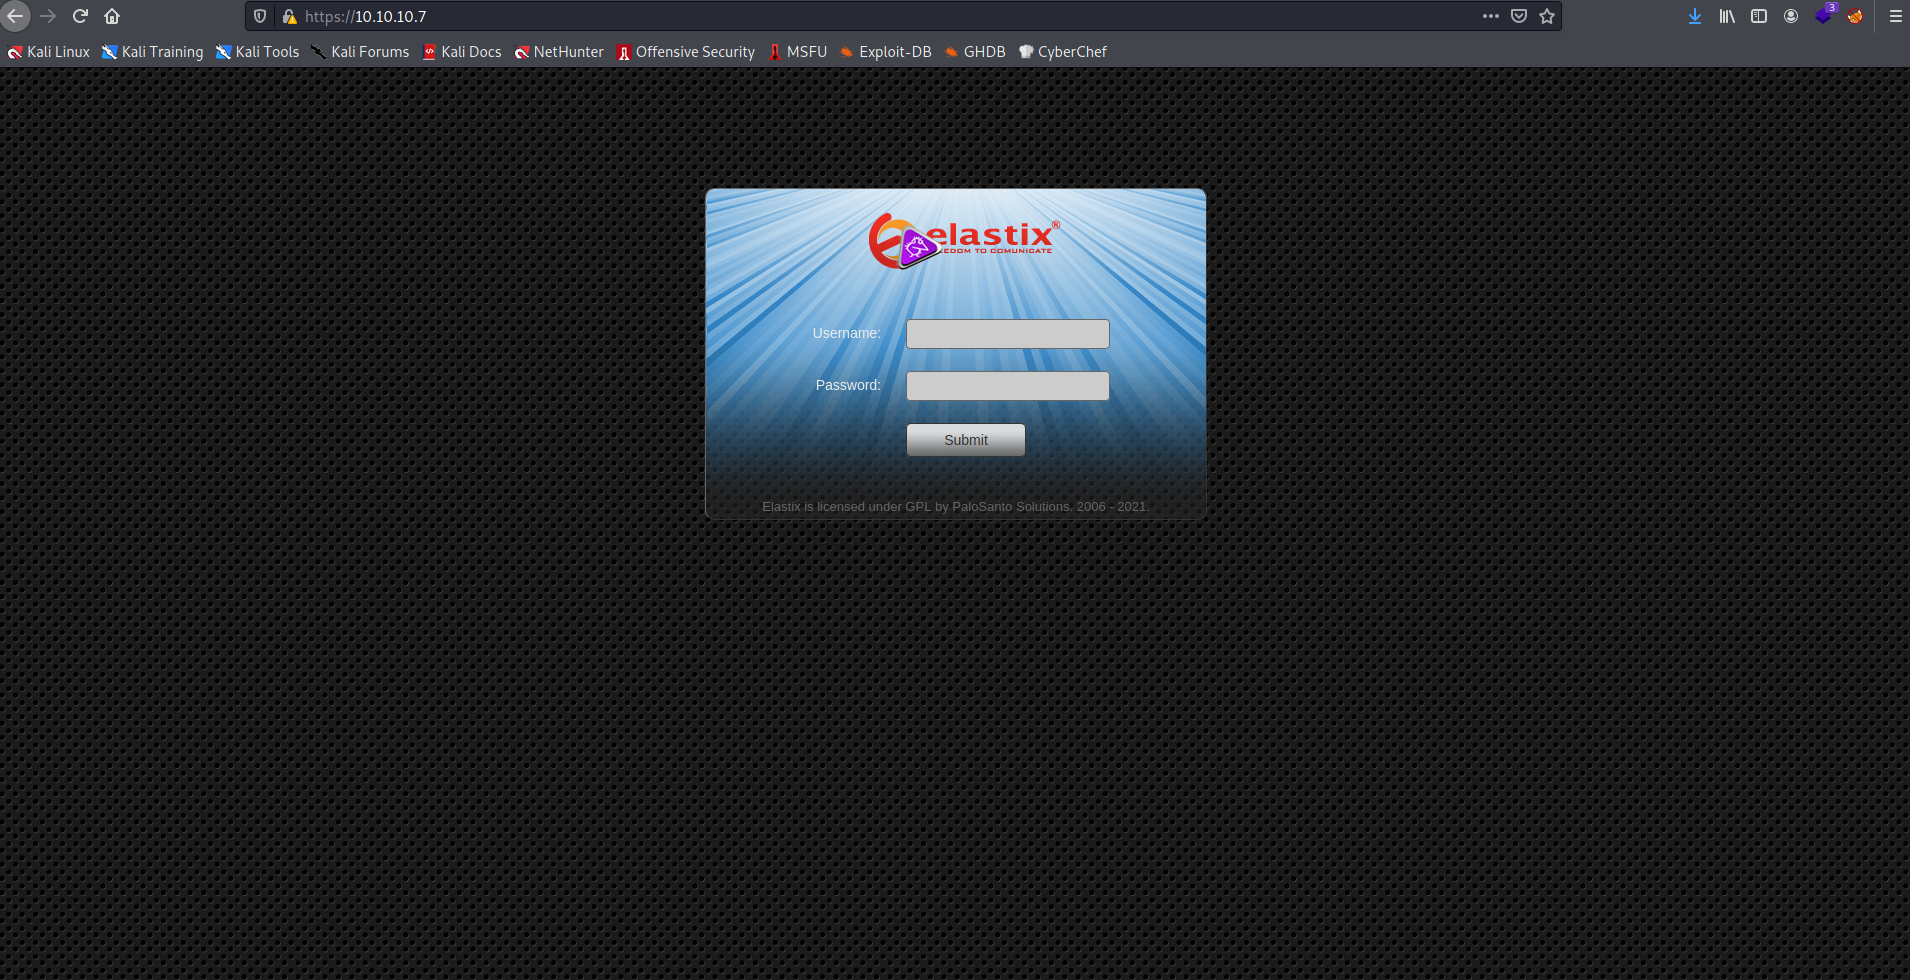 https://10.10.10.7
3
Kali Linux Kali Training Kali Tools Kali Forums Kali Docs NetHunter Offensive Security MSFU Exploit-DB GHDB CyberChef
elastix®
EEDOM TO COMUNICATE
Username:
Password:
Submit
Elastix is licensed under GPL by PaloSanto Solutions. 2006 - 2021.